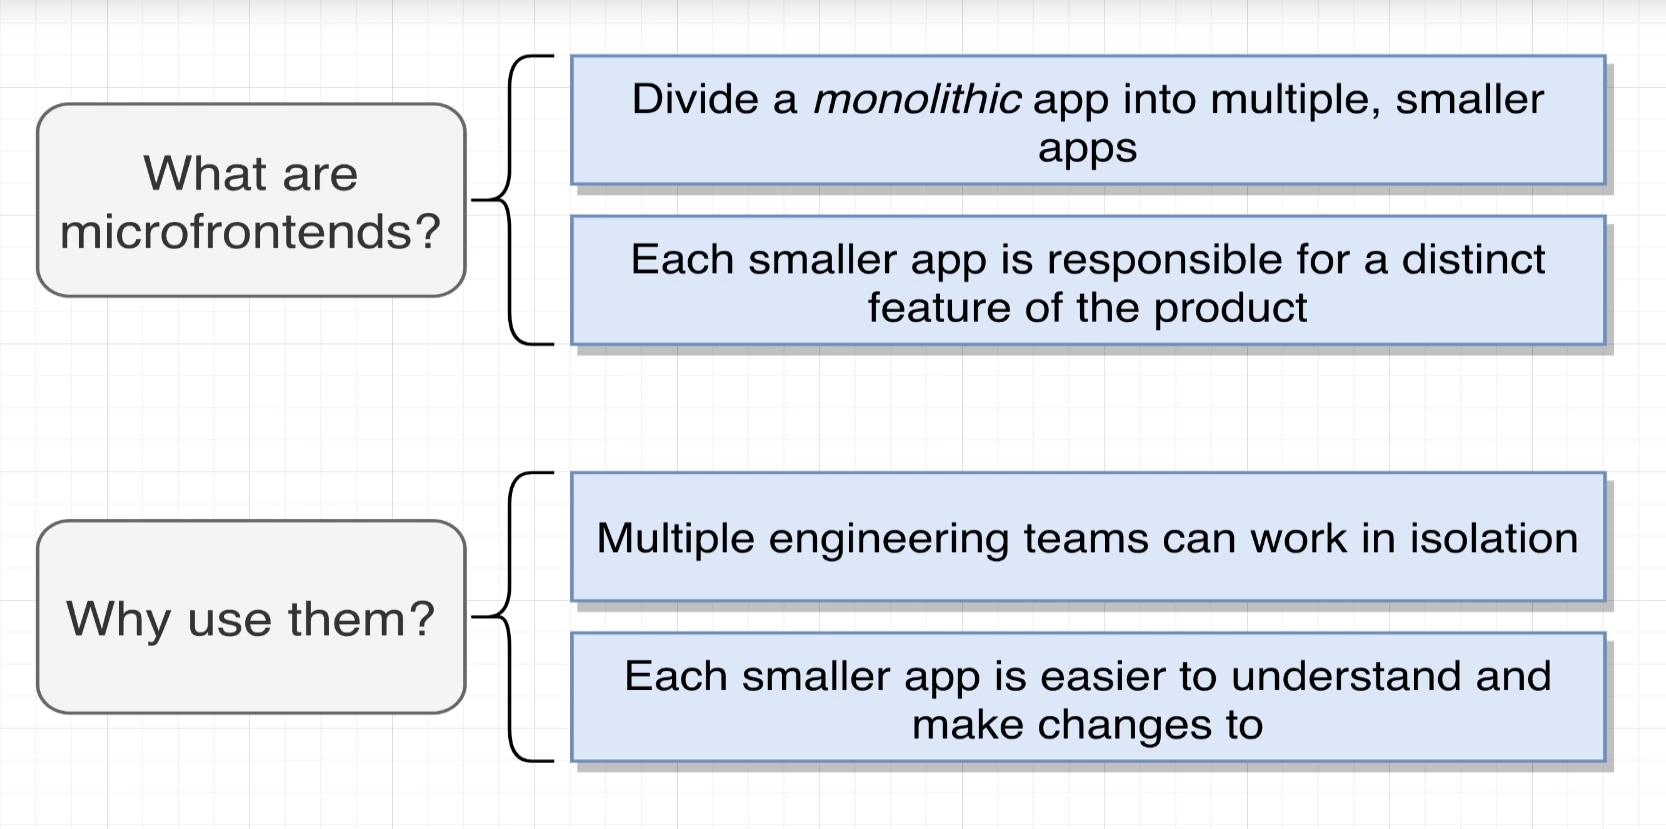 What are
microfrontends?
Divide a monolithic app into multiple, smaller
apps
Each smaller app is responsible for a distinct
feature of the product
Why use them?
Multiple engineering teams can work in isolation
Each smaller app is easier to understand and
make changes to